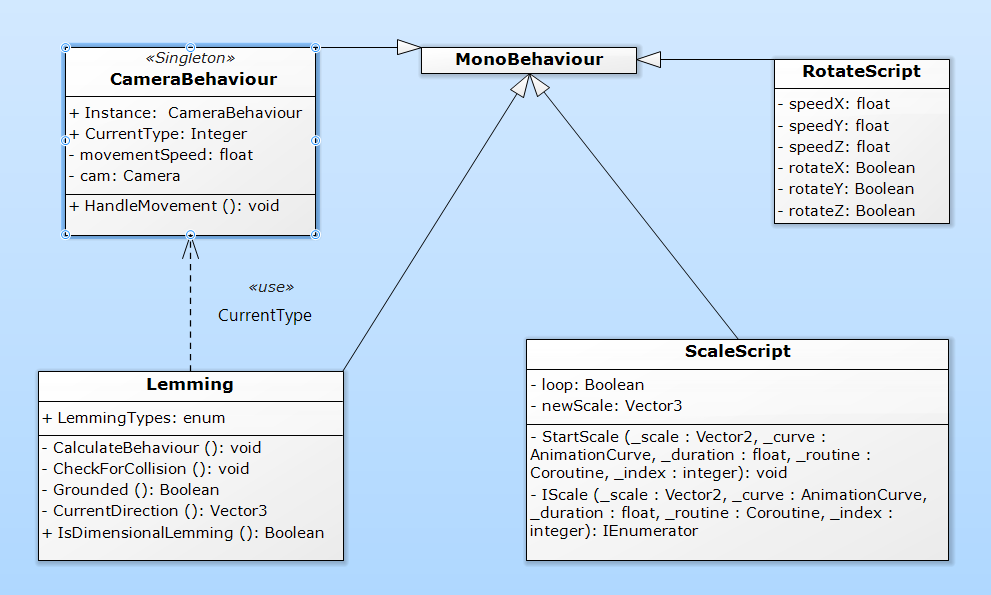 «Singleton»
CameraBehaviour
+ Instance:  CameraBehaviour
+ CurrentType: Integer
- movementSpeed: float
- cam: Camera
+ HandleMovement (): void
MonoBehaviour
RotateScript
- speedX: float
- speedY: float
- speedZ: float
- rotateX: Boolean
- rotateY: Boolean
- rotateZ: Boolean
«use»
CurrentType
Lemming
+ LemmingTypes: enum
- CalculateBehaviour (): void
- CheckForCollision (): void
- Grounded (): Boolean
- CurrentDirection (): Vector3
+ IsDimensionalLemming (): Boolean
ScaleScript
- loop: Boolean
- newScale: Vector3
- StartScale (_scale : Vector2, _curve :
AnimationCurve, _duration : float, _routine :
Coroutine, _index : integer): void
- IScale (_scale : Vector2, _curve : AnimationCurve,
_duration : float, _routine : Coroutine, _index :
integer): IEnumerator